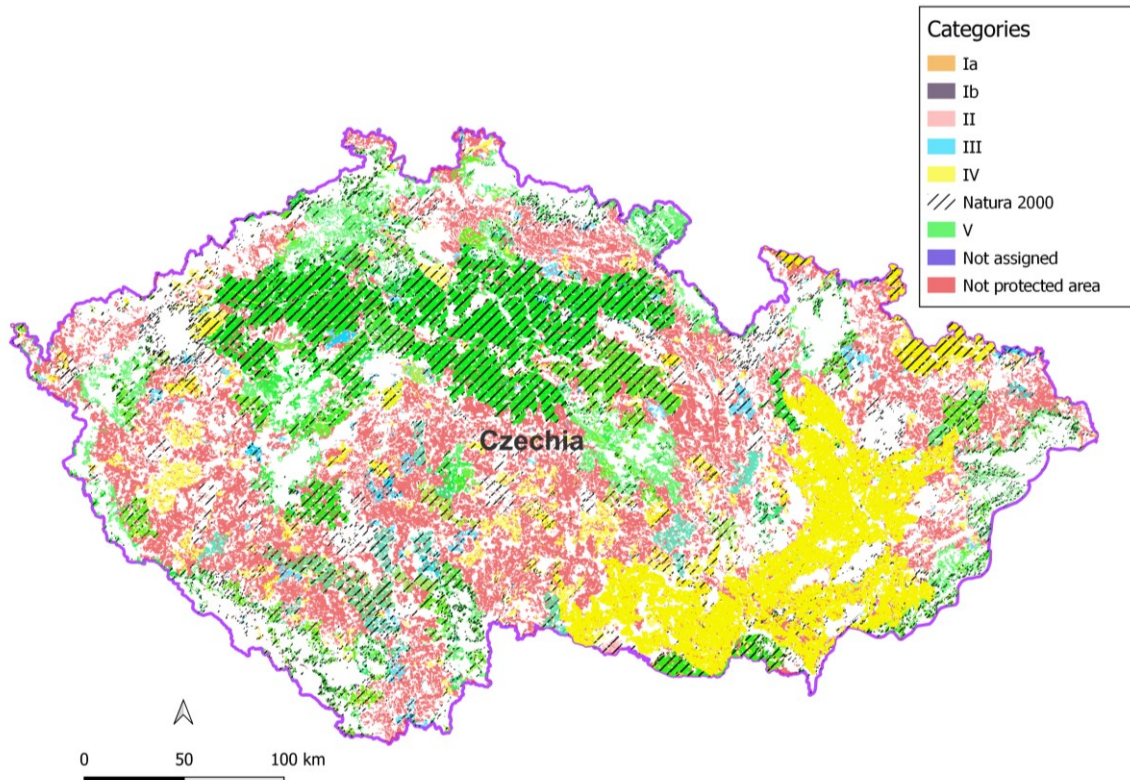 Categories
Ia
Ib
II
III
IV
Natura 2000
V
Not assigned
Not protected area
Czechia
0 50 100 km